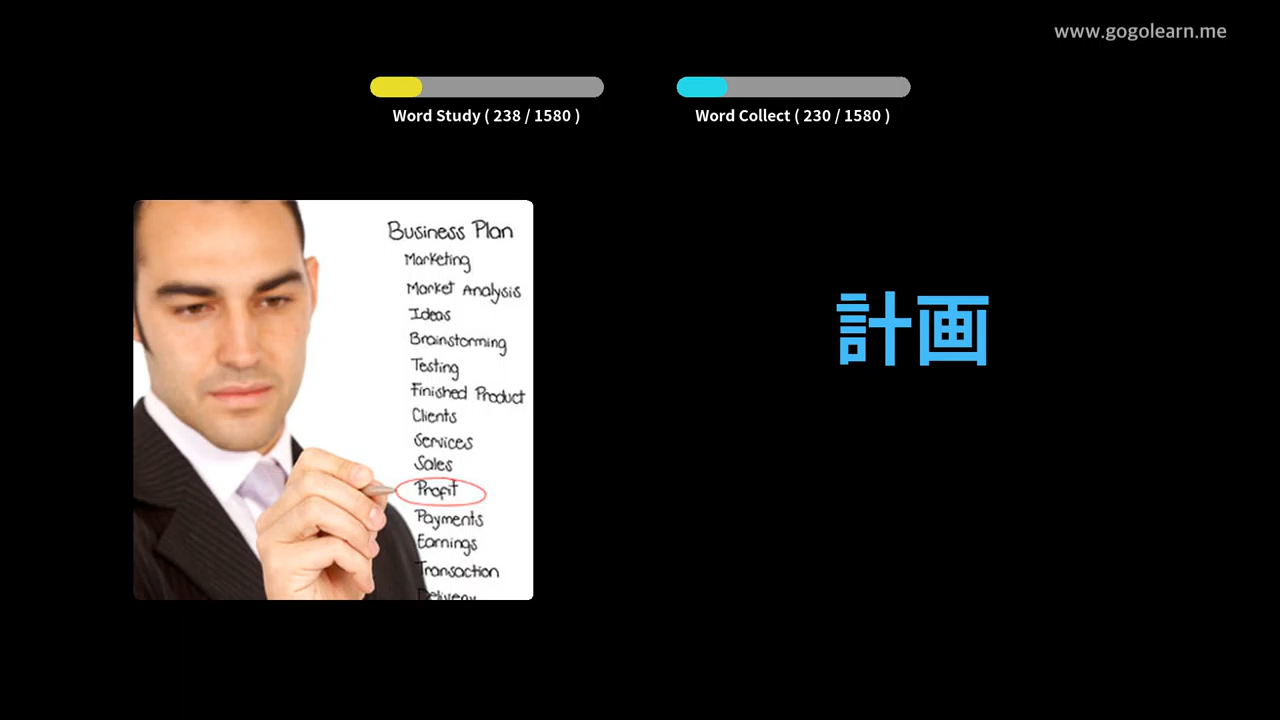 www.gogolearn.me
Word Study ( 238 / 1580 )
Word Collect ( 230 / 1580 )
Business Plan
Marketing
Market Analysis
Ideas
Brainstorming
Testing
Finished Product
Clients
Services
Sales
Profit
Payments
Earnings
Transaction
Delivery
計画